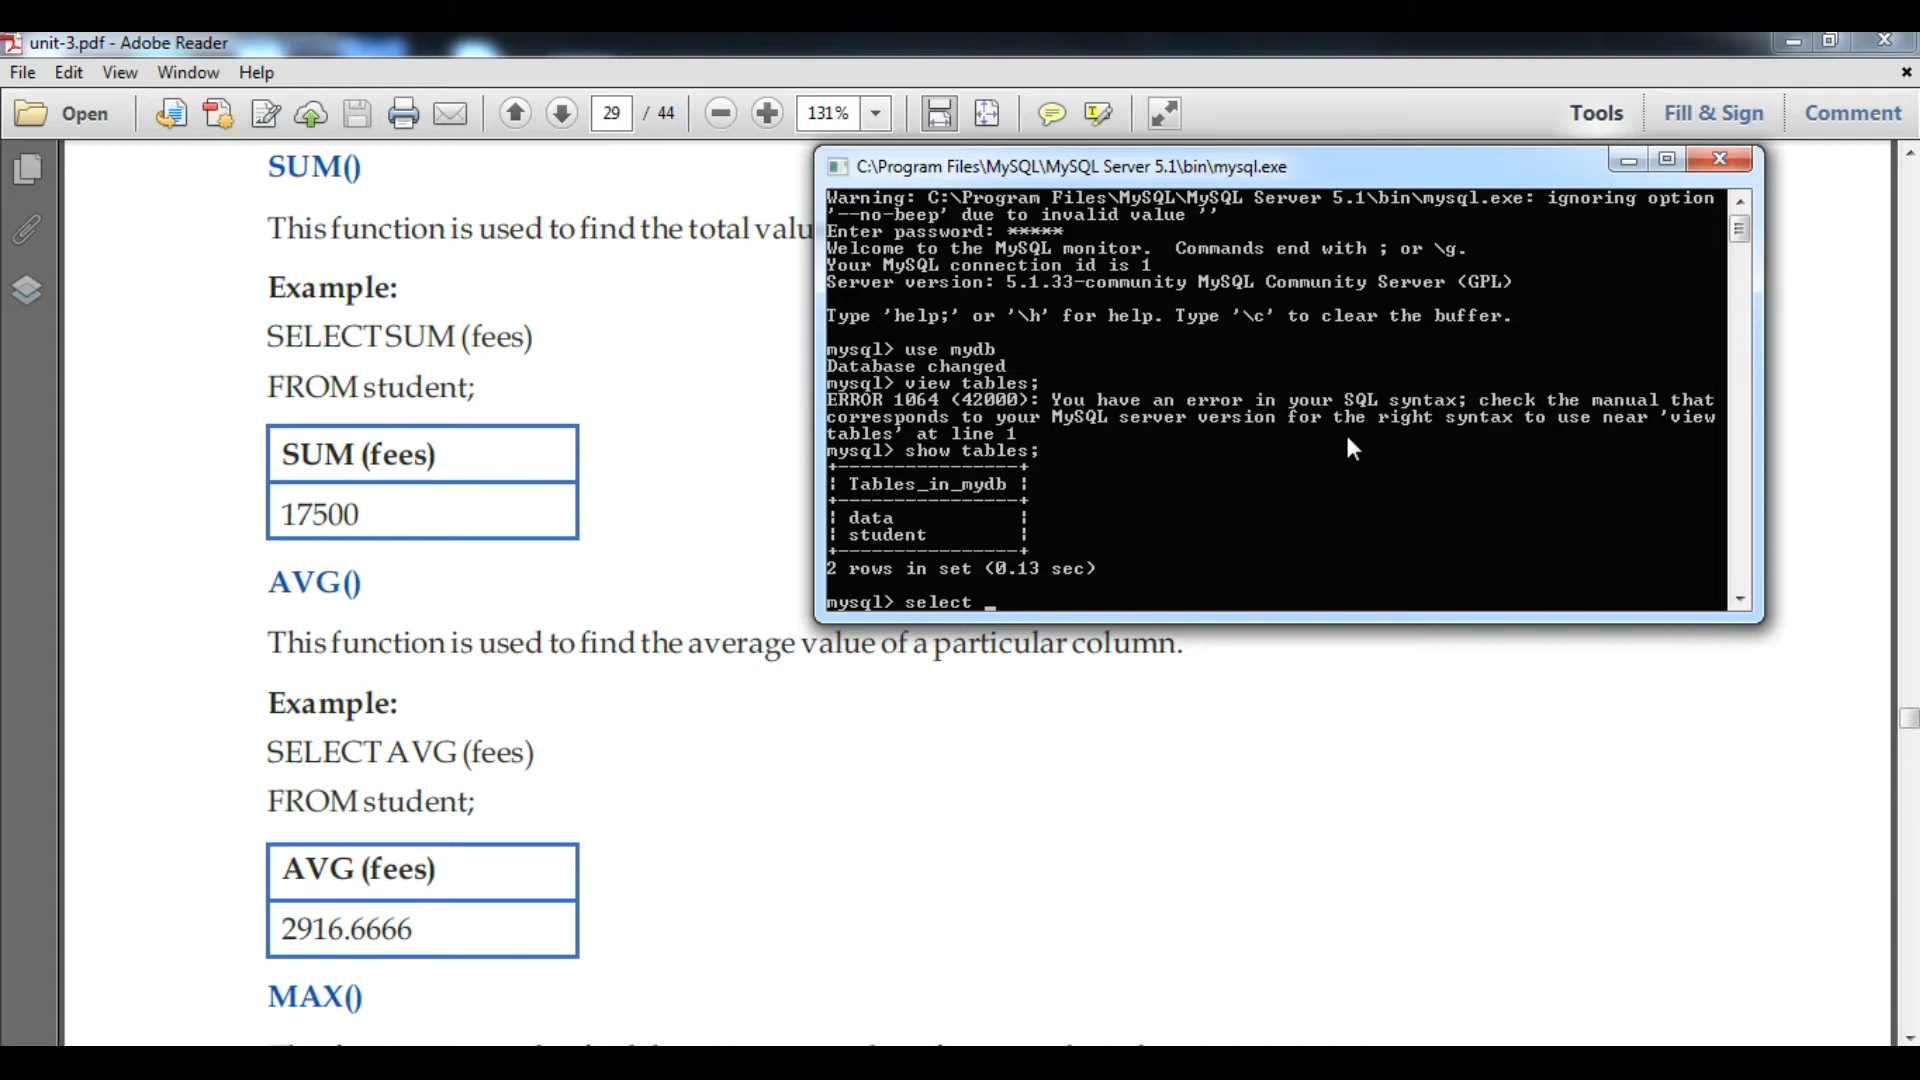 unit-3.pdf - Adobe Reader
File Edit View Window Help
Open 29 / 44 131% Tools Fill & Sign Comment
SUM()
This function is used to find the total valu
Example:
SELECT SUM (fees)
FROM student;
SUM (fees)
17500
AVG()
This function is used to find the average value of a particular column.
Example:
SELECT AVG (fees)
FROM student;
AVG (fees)
2916.6666
MAX()
C:\Program Files\MySQL\MySQL Server 5.1\bin\mysql.exe
Warning: C:\Program Files\MySQL\MySQL Server 5.1\bin\mysql.exe: ignoring option
'--no-beep' due to invalid value ''
Enter password: *****
Welcome to the MySQL monitor.  Commands end with ; or \g.
Your MySQL connection id is 1
Server version: 5.1.33-community MySQL Community Server (GPL)
Type 'help;' or '\h' for help. Type '\c' to clear the buffer.
mysql> use mydb
Database changed
mysql> view tables;
ERROR 1064 (42000): You have an error in your SQL syntax; check the manual that
corresponds to your MySQL server version for the right syntax to use near 'view
tables' at line 1
mysql> show tables;
+----------------+
| Tables_in_mydb |
+----------------+
| data           |
| student        |
+----------------+
2 rows in set (0.13 sec)
mysql> select _